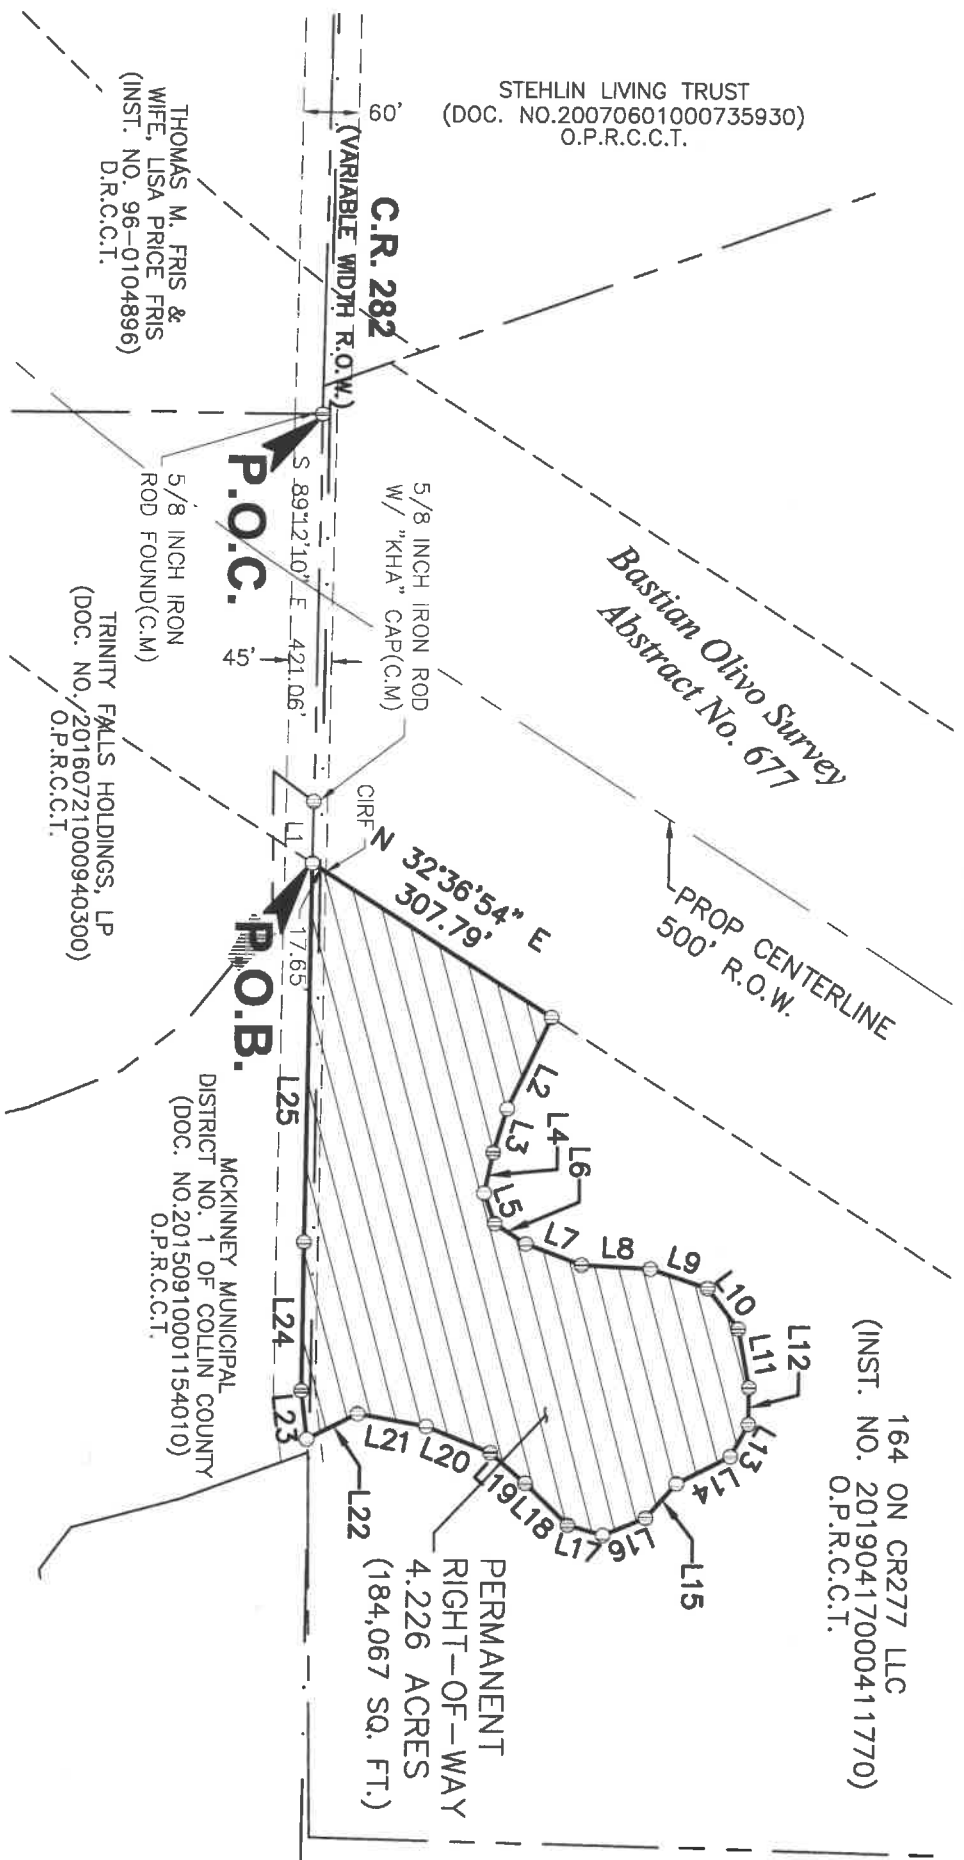 STEHLIN LIVING TRUST
(DOC. NO.20070601000735930)
O.P.R.C.C.T.
60'
C.R. 282
(VARIABLE WIDTH R.O.W.)
THOMAS M. FRIS &
WIFE, LISA PRICE FRIS
(INST. NO. 96-0104896)
D.R.C.C.T.
P.O.C.
5/8 INCH IRON
ROD FOUND(C.M)
S 89°12'10" E 421.06'
45'
5/8 INCH IRON ROD
W/ "KHA" CAP(C.M)
Bastian Olivo Survey
Abstract No. 677
PROP CENTERLINE
500' R.O.W.
TRINITY FALLS HOLDINGS, LP
(DOC. NO. 20160721000940300)
O.P.R.C.C.T.
L1
CIRF
17.65'
P.O.B.
N 32°36'54" E
307.79'
L2
L3
L4
L5
L6
L7
L8
L9
L10
L11
L12
L13
L14
L15
L16
L17
L18
L19
L20
L21
L22
L23
L24
L25
164 ON CR277 LLC
(INST. NO. 20190417000411770)
O.P.R.C.C.T.
PERMANENT
RIGHT-OF-WAY
4.226 ACRES
(184,067 SQ. FT.)
MCKINNEY MUNICIPAL
DISTRICT NO. 1 OF COLLIN COUNTY
(DOC. NO.20150910001154010)
O.P.R.C.C.T.